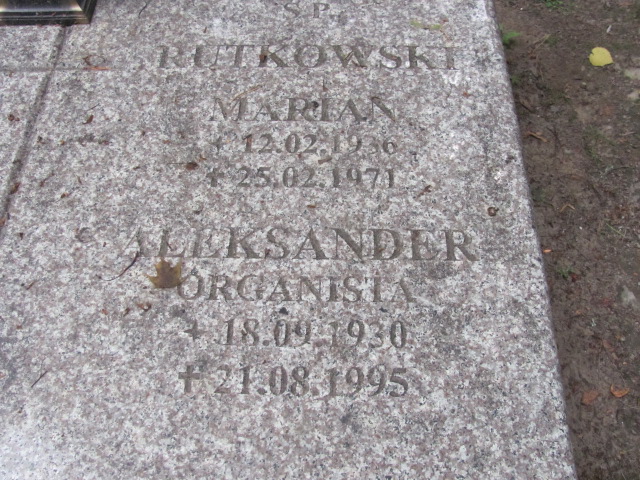 Ś.P.
RUTKOWSKI
MARIAN
* 12.02.1936
✝ 25.02.1971
ALEKSANDER
ORGANISTA
* 18.09.1930
✝ 21.08.1995